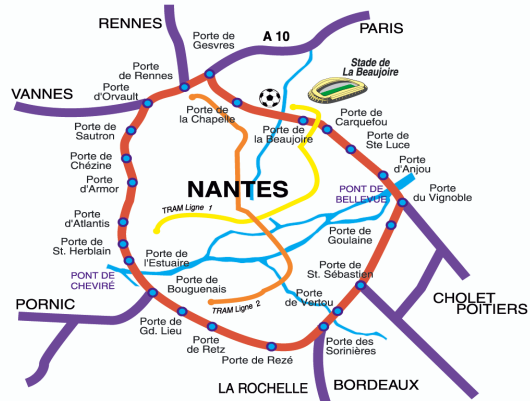 RENNES
PARIS
Porte de
Gesvres
A 10
Stade de
La Beaujoire
Porte
de Rennes
VANNES
Porte
d'Orvault
Porte de
la Chapelle
Porte de
Carquefou
Porte de
Sautron
Porte de
la Beaujoire
Porte de
Ste Luce
Porte de
Chézine
Porte
d'Anjou
Porte
d'Armor
NANTES
PONT DE
BELLEVUE
Porte
du Vignoble
TRAM Ligne 1
Porte
d'Atlantis
Porte de
Goulaine
Porte de
St. Herblain
Porte de
l'Estuaire
Porte de
St. Sébastien
PONT DE
CHEVIRÉ
Porte de
Bouguenais
CHOLET
POITIERS
PORNIC
Porte
de Vertou
TRAM Ligne 2
Porte de
Gd. Lieu
Porte
de Retz
Porte des
Sorinières
Porte de Rezé
LA ROCHELLE
BORDEAUX